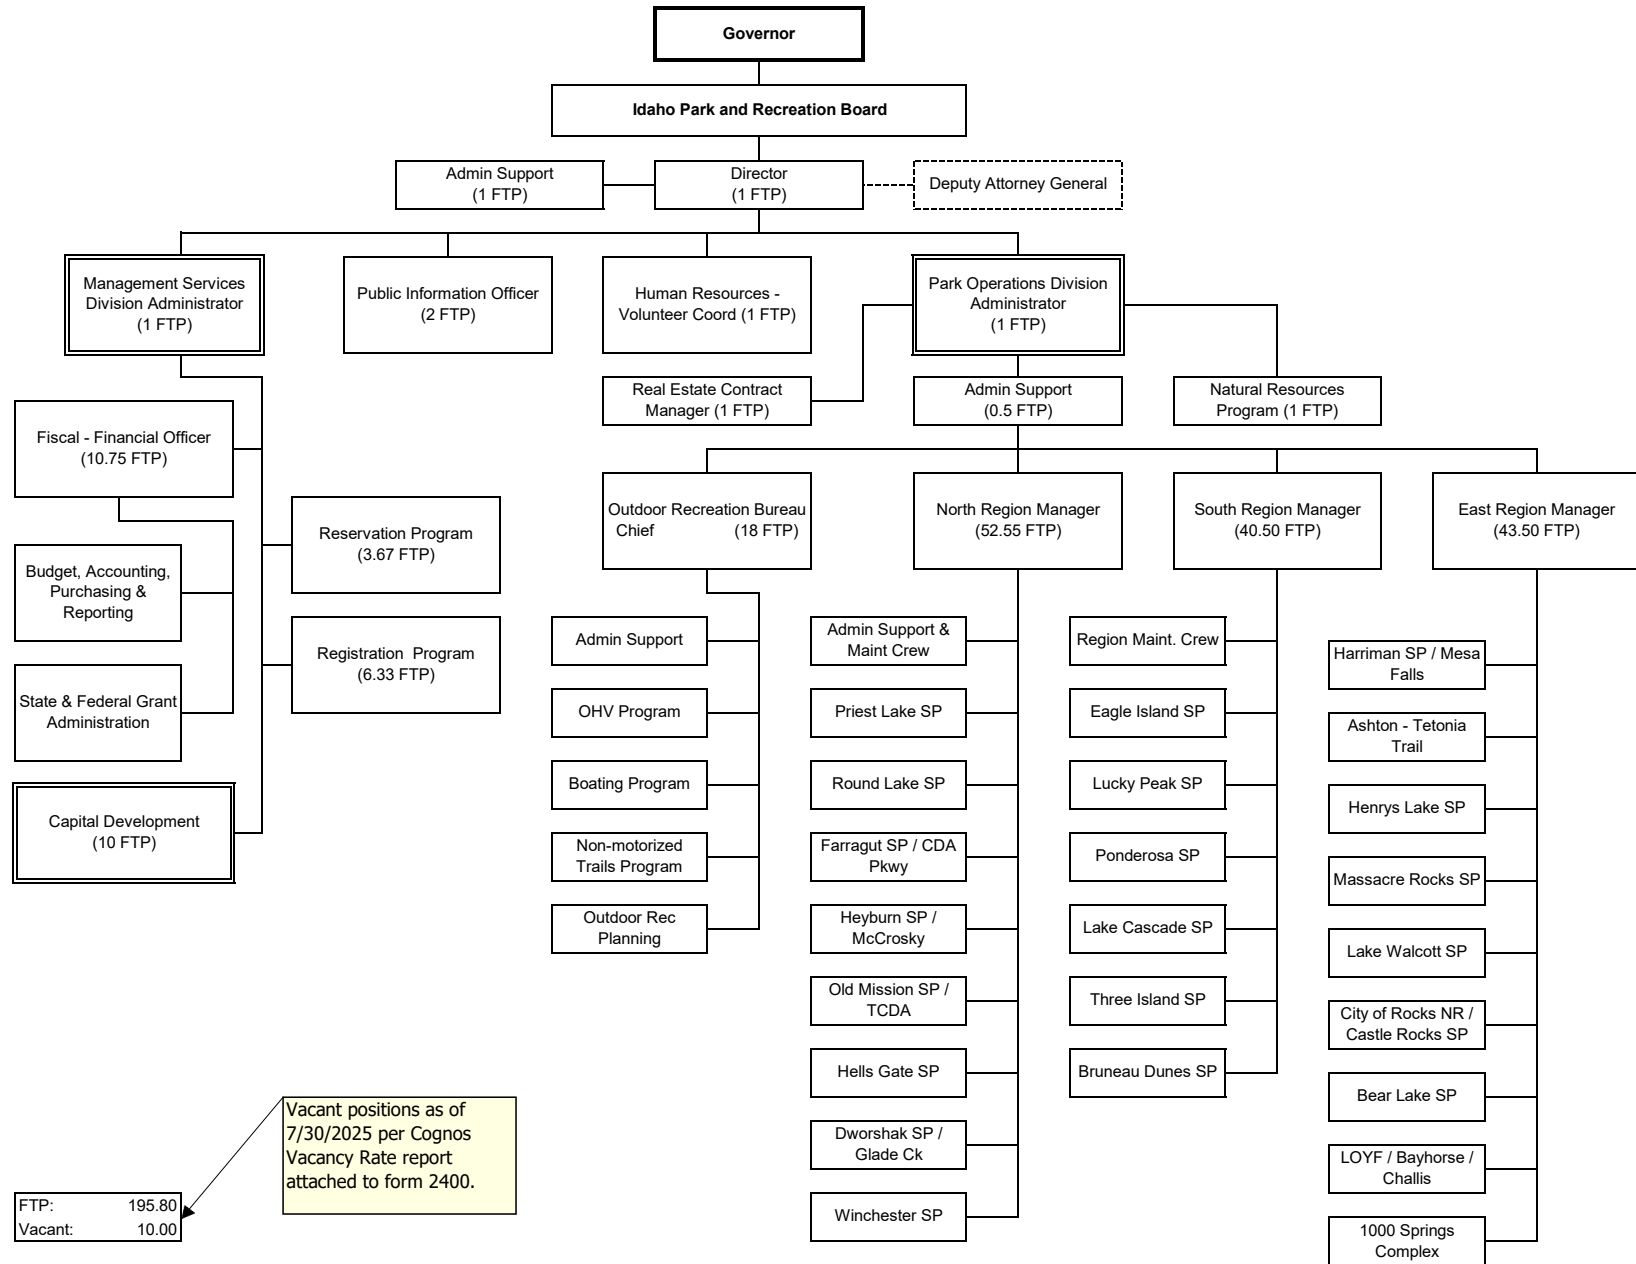 Governor
Idaho Park and Recreation Board
Admin Support
(1 FTP)
Director
(1 FTP)
Deputy Attorney General
Management Services
Division Administrator
(1 FTP)
Public Information Officer
(2 FTP)
Human Resources -
Volunteer Coord (1 FTP)
Park Operations Division
Administrator
(1 FTP)
Real Estate Contract
Manager (1 FTP)
Admin Support
(0.5 FTP)
Natural Resources
Program (1 FTP)
Fiscal - Financial Officer
(10.75 FTP)
Budget, Accounting,
Purchasing &
Reporting
State & Federal Grant
Administration
Capital Development
(10 FTP)
Reservation Program
(3.67 FTP)
Registration  Program
(6.33 FTP)
Outdoor Recreation Bureau
Chief (18 FTP)
Admin Support
OHV Program
Boating Program
Non-motorized
Trails Program
Outdoor Rec
Planning
North Region Manager
(52.55 FTP)
Admin Support &
Maint Crew
Priest Lake SP
Round Lake SP
Farragut SP / CDA
Pkwy
Heyburn SP /
McCrosky
Old Mission SP /
TCDA
Hells Gate SP
Dworshak SP /
Glade Ck
Winchester SP
South Region Manager
(40.50 FTP)
Region Maint. Crew
Eagle Island SP
Lucky Peak SP
Ponderosa SP
Lake Cascade SP
Three Island SP
Bruneau Dunes SP
East Region Manager
(43.50 FTP)
Harriman SP / Mesa
Falls
Ashton - Tetonia
Trail
Henrys Lake SP
Massacre Rocks SP
Lake Walcott SP
City of Rocks NR /
Castle Rocks SP
Bear Lake SP
LOYF / Bayhorse /
Challis
1000 Springs
Complex
Vacant positions as of
7/30/2025 per Cognos
Vacancy Rate report
attached to form 2400.
FTP: 195.80
Vacant: 10.00